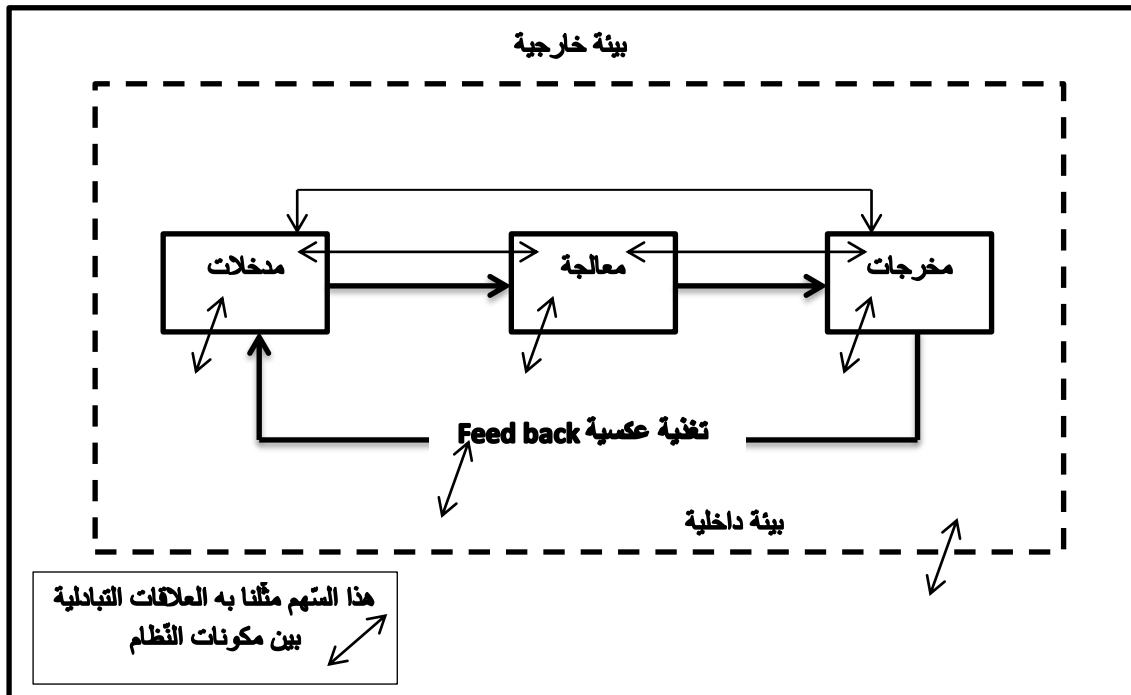 بيئة خارجية
مدخلات
معالجة
مخرجات
تغذية عكسية Feed back
بيئة داخلية
هذا السّهم مثّلنا به العلاقات التبادلية
بين مكونات النّظام